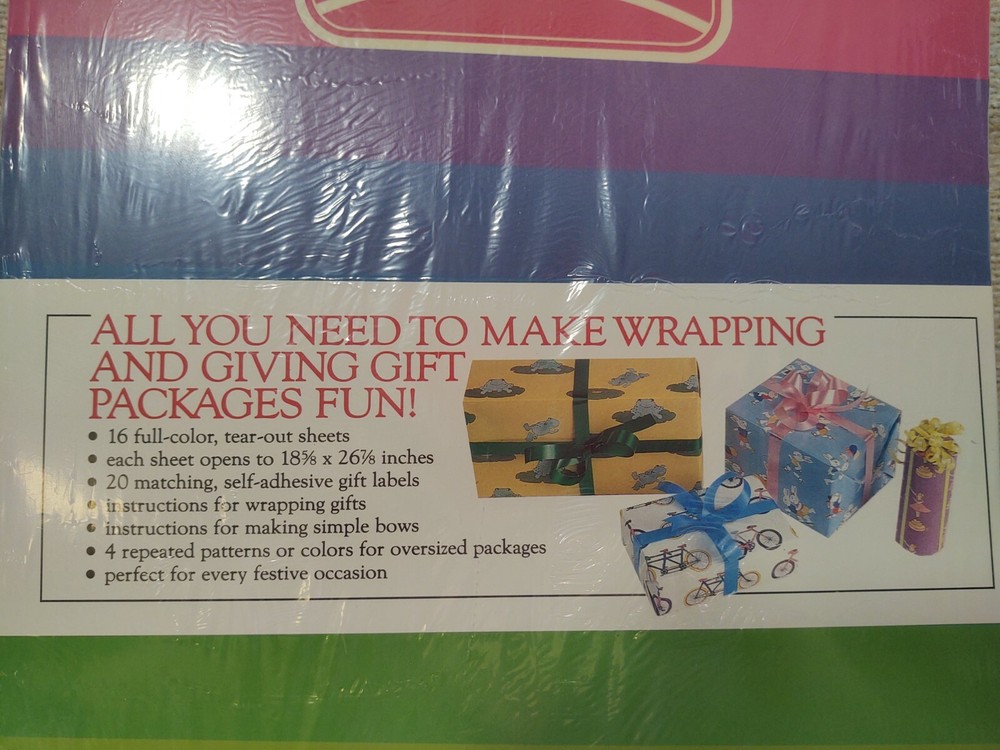 ALL YOU NEED TO MAKE WRAPPING
AND GIVING GIFT
PACKAGES FUN!
• 16 full-color, tear-out sheets
• each sheet opens to 18⅝ x 26⅞ inches
• 20 matching, self-adhesive gift labels
• instructions for wrapping gifts
• instructions for making simple bows
• 4 repeated patterns or colors for oversized packages
• perfect for every festive occasion